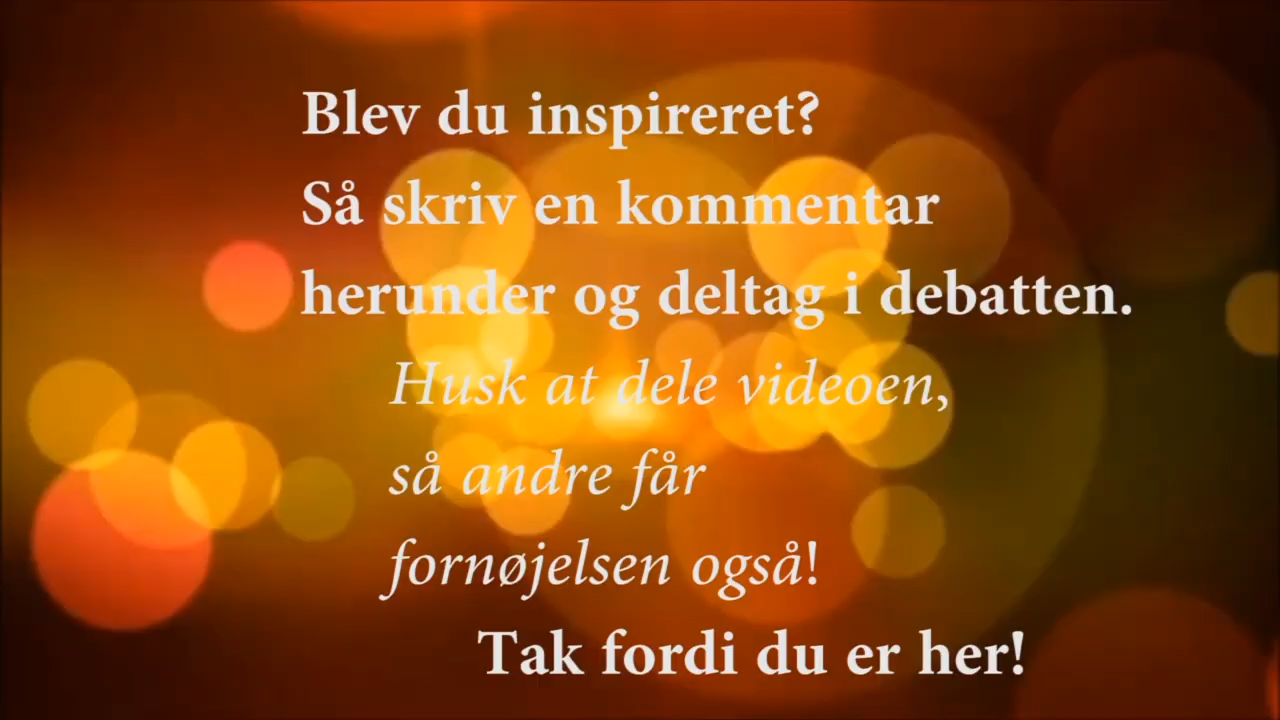 Blev du inspireret?
Så skriv en kommentar
herunder og deltag i debatten.
Husk at dele videoen,
så andre får
fornøjelsen også!
Tak fordi du er her!